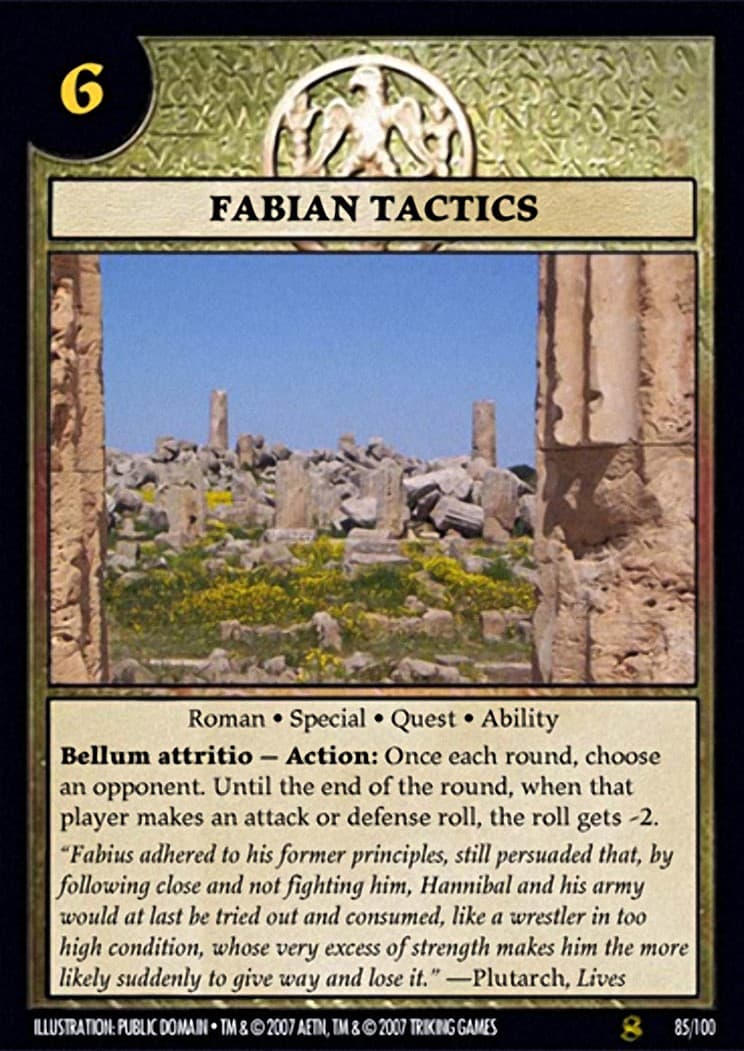 6
FABIAN TACTICS
Roman • Special • Quest • Ability
Bellum attritio – Action: Once each round, choose
an opponent. Until the end of the round, when that
player makes an attack or defense roll, the roll gets -2.
“Fabius adhered to his former principles, still persuaded that, by
following close and not fighting him, Hannibal and his army
would at last be tried out and consumed, like a wrestler in too
high condition, whose very excess of strength makes him the more
likely suddenly to give way and lose it.” —Plutarch, Lives
ILLUSTRATION: PUBLIC DOMAIN • TM & © 2007 AETN, TM & © 2007 TRIKING GAMES
85/100